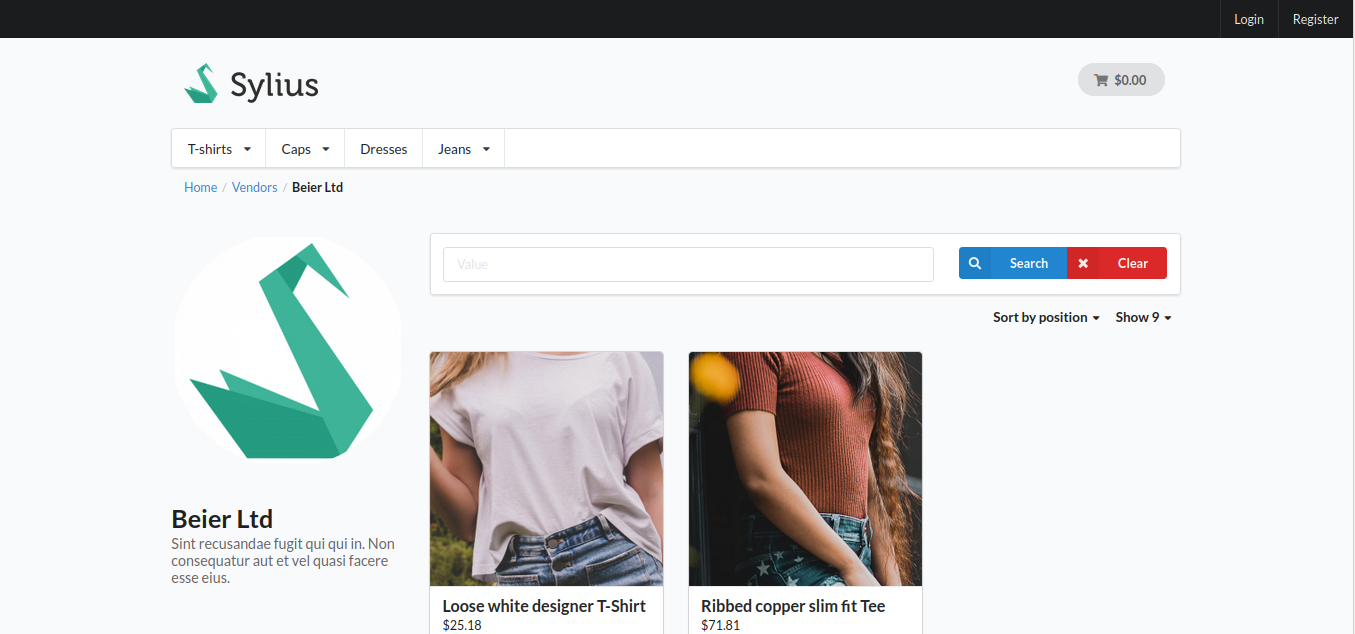 Login Register
Sylius
$0.00
T-shirts Caps Dresses Jeans
Home / Vendors / Beier Ltd
Value
Search Clear
Sort by position Show 9
Beier Ltd
Sint recusandae fugit qui qui in. Non
consequatur aut et vel quasi facere
esse eius.
Loose white designer T-Shirt
$25.18
Ribbed copper slim fit Tee
$71.81